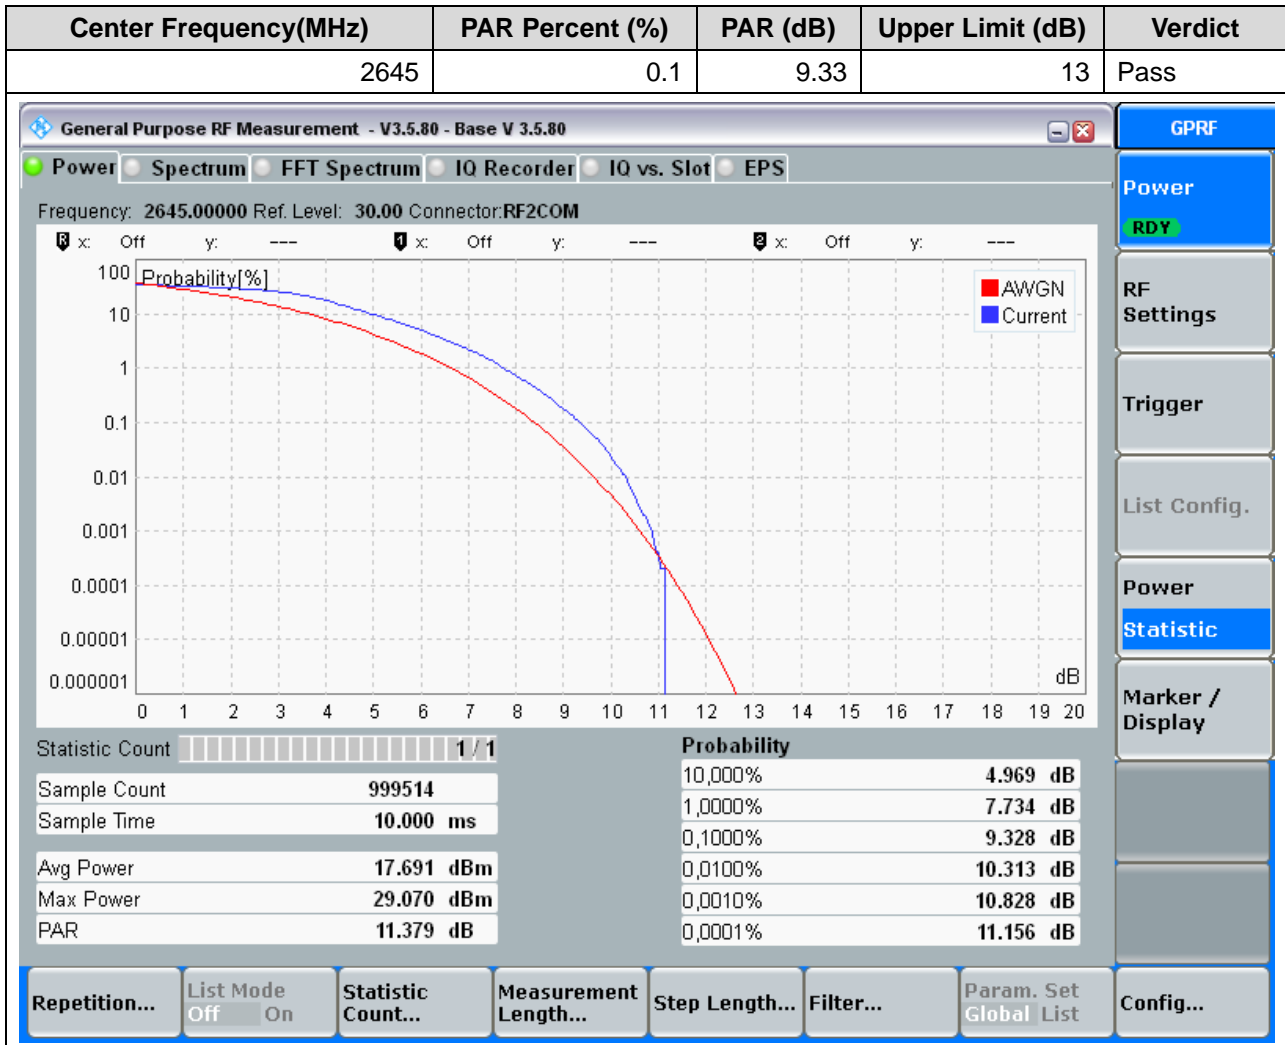 Center Frequency(MHz) PAR Percent (%) PAR (dB) Upper Limit (dB) Verdict
2645 0.1 9.33 13 Pass
General Purpose RF Measurement - V3.5.80 - Base V 3.5.80
GPRF
Power Spectrum FFT Spectrum IQ Recorder IQ vs. Slot EPS
Power
RDY
Frequency: 2645.00000 Ref. Level: 30.00 Connector:RF2COM
R x: Off y: --- 1 x: Off y: --- 2 x: Off y: ---
Probability[%]
AWGN
Current
100
10
1
0.1
0.01
0.001
0.0001
0.00001
0.000001
dB
0 1 2 3 4 5 6 7 8 9 10 11 12 13 14 15 16 17 18 19 20
RF
Settings
Trigger
List Config.
Power
Statistic
Marker /
Display
Statistic Count 1 / 1
Sample Count 999514
Sample Time 10.000 ms
Avg Power 17.691 dBm
Max Power 29.070 dBm
PAR 11.379 dB
Probability
10,000% 4.969 dB
1,0000% 7.734 dB
0,1000% 9.328 dB
0,0100% 10.313 dB
0,0010% 10.828 dB
0,0001% 11.156 dB
Repetition...
List Mode
Off On
Statistic
Count...
Measurement
Length...
Step Length...
Filter...
Param. Set
Global List
Config...